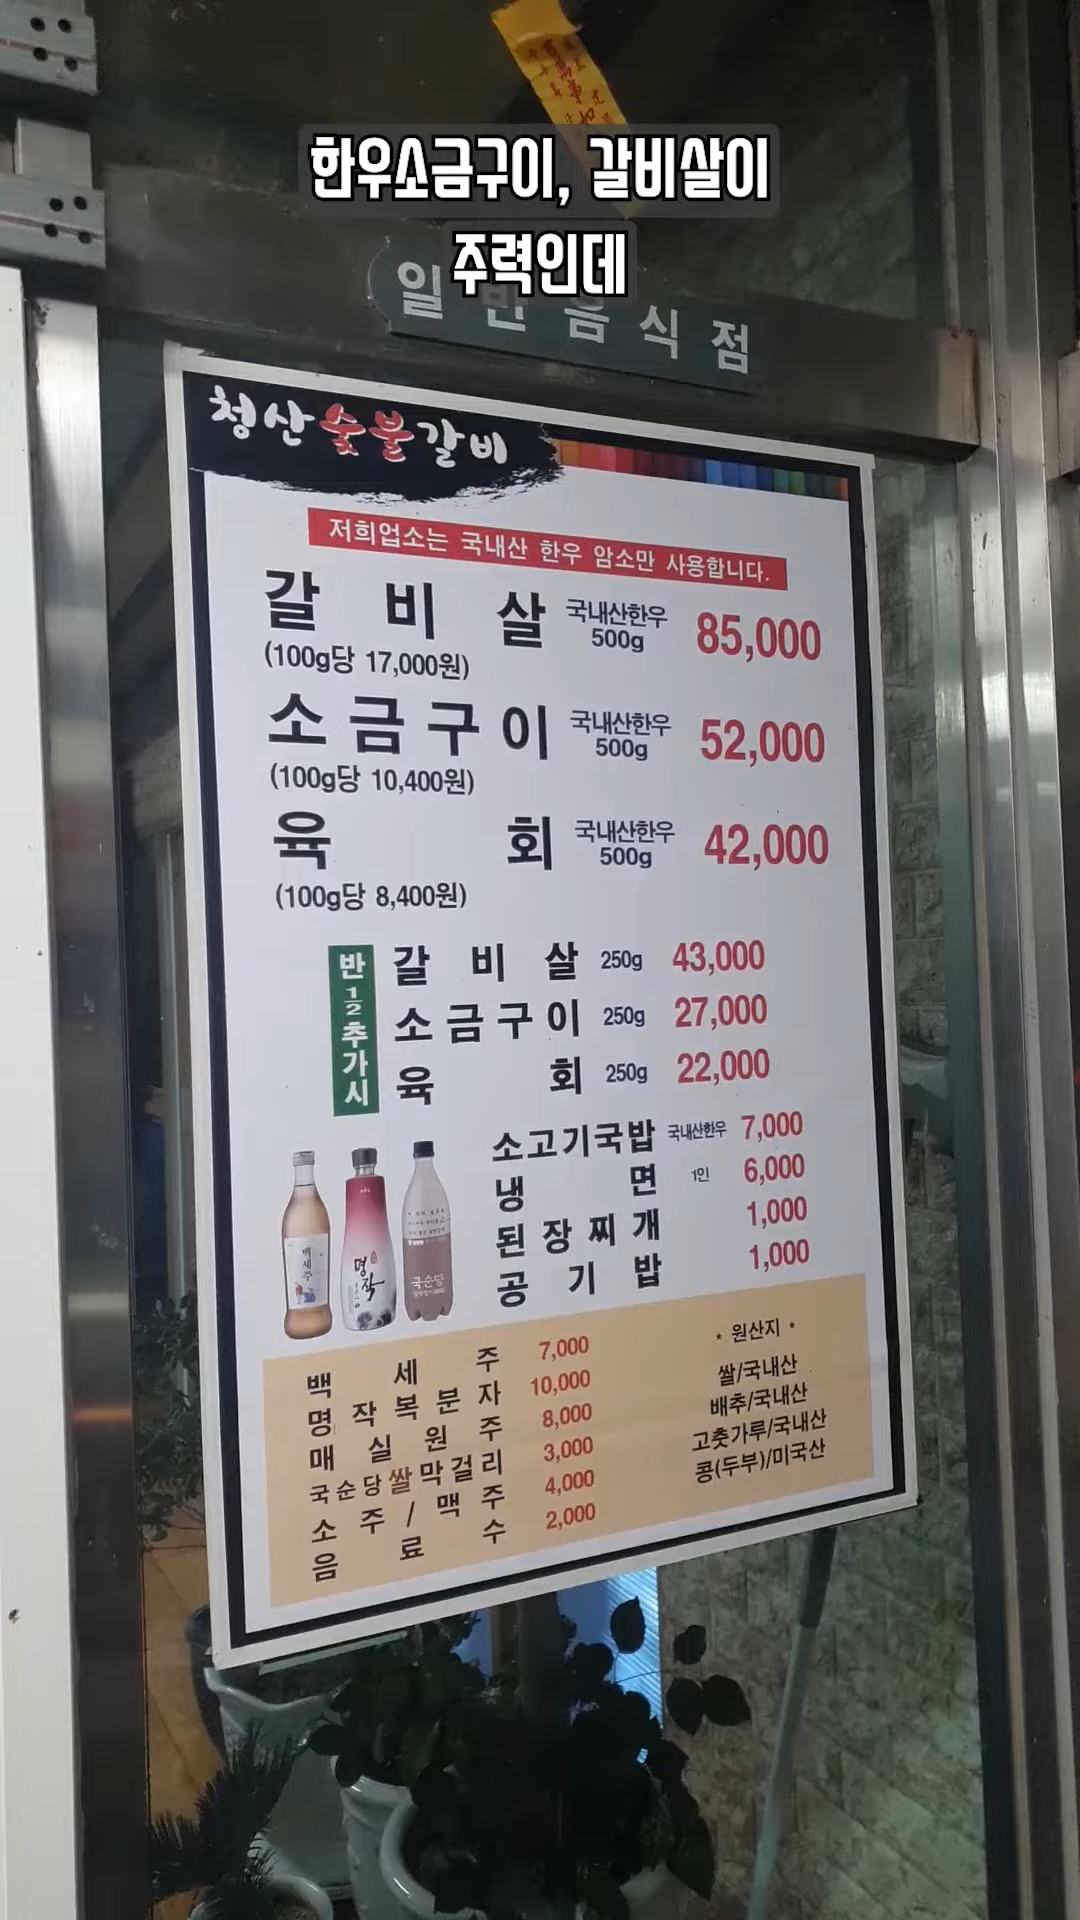 한우소금구이, 갈비살이
주력인데
일반음식점
청산숯불갈비
저희업소는 국내산 한우 암소만 사용합니다.
갈비살 국내산한우 500g 85,000
(100g당 17,000원)
소금구이 국내산한우 500g 52,000
(100g당 10,400원)
육회 국내산한우 500g 42,000
(100g당 8,400원)
반 1/2 추가시
갈비살 250g 43,000
소금구이 250g 27,000
육회 250g 22,000
소고기국밥 국내산한우 7,000
냉면 1인 6,000
된장찌개 1,000
공기밥 1,000
백세주
명작
국순당
백세주 7,000
명작복분자 10,000
매실원주 8,000
국순당쌀막걸리 3,000
소주/맥주 4,000
음료수 2,000
* 원산지 *
쌀/국내산
배추/국내산
고춧가루/국내산
콩(두부)/미국산